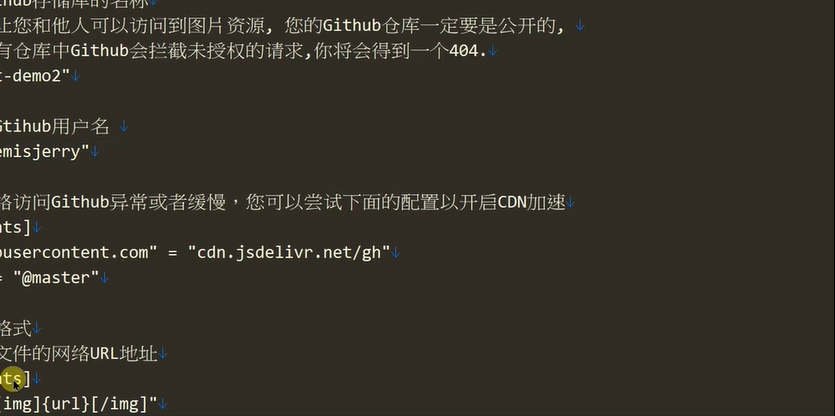 hub存储库的名称
让您和他人可以访问到图片资源, 您的Github仓库一定要是公开的, ↓
有仓库中Github会拦截未授权的请求,你将会得到一个404.↓
t-demo2"↓
Gtihub用户名 ↓
emisjerry"↓
络访问Github异常或者缓慢，您可以尝试下面的配置以开启CDN加速↓
nts]↓
busercontent.com" = "cdn.jsdelivr.net/gh"↓
= "@master"↓
格式↓
文件的网络URL地址↓
nts]↓
[img]{url}[/img]"↓